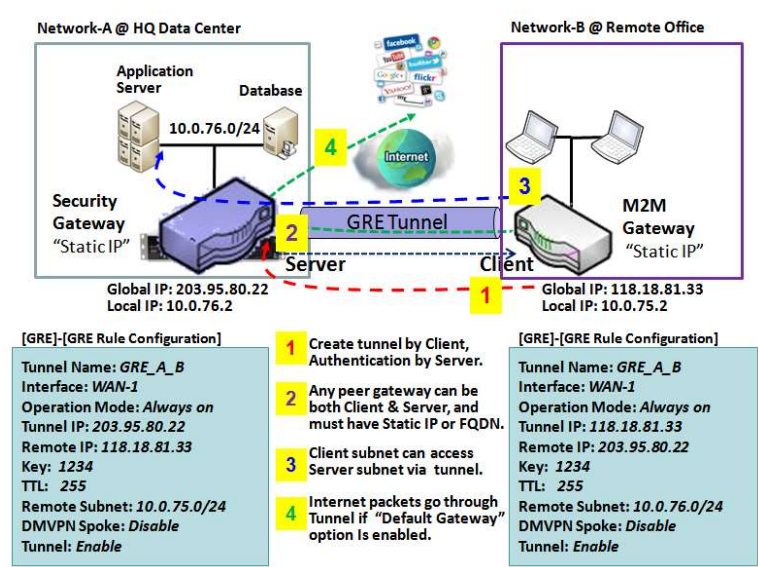 Network-A @ HQ Data Center
Network-B @ Remote Office
Application
Server
Database
10.0.76.0/24
facebook
YouTube
twitter
Google+
flickr
YAHOO!
Internet
4
3
Security
Gateway
"Static IP"
2
GRE Tunnel
M2M
Gateway
"Static IP"
Server
Client
1
Global IP: 203.95.80.22
Local IP: 10.0.76.2
Global IP: 118.18.81.33
Local IP: 10.0.75.2
[GRE]-[GRE Rule Configuration]
Tunnel Name: GRE_A_B
Interface: WAN-1
Operation Mode: Always on
Tunnel IP: 203.95.80.22
Remote IP: 118.18.81.33
Key: 1234
TTL: 255
Remote Subnet: 10.0.75.0/24
DMVPN Spoke: Disable
Tunnel: Enable
1
Create tunnel by Client,
Authentication by Server.
2
Any peer gateway can be
both Client & Server, and
must have Static IP or FQDN.
3
Client subnet can access
Server subnet via tunnel.
4
Internet packets go through
Tunnel if "Default Gateway"
option Is enabled.
[GRE]-[GRE Rule Configuration]
Tunnel Name: GRE_A_B
Interface: WAN-1
Operation Mode: Always on
Tunnel IP: 118.18.81.33
Remote IP: 203.95.80.22
Key: 1234
TTL: 255
Remote Subnet: 10.0.76.0/24
DMVPN Spoke: Disable
Tunnel: Enable